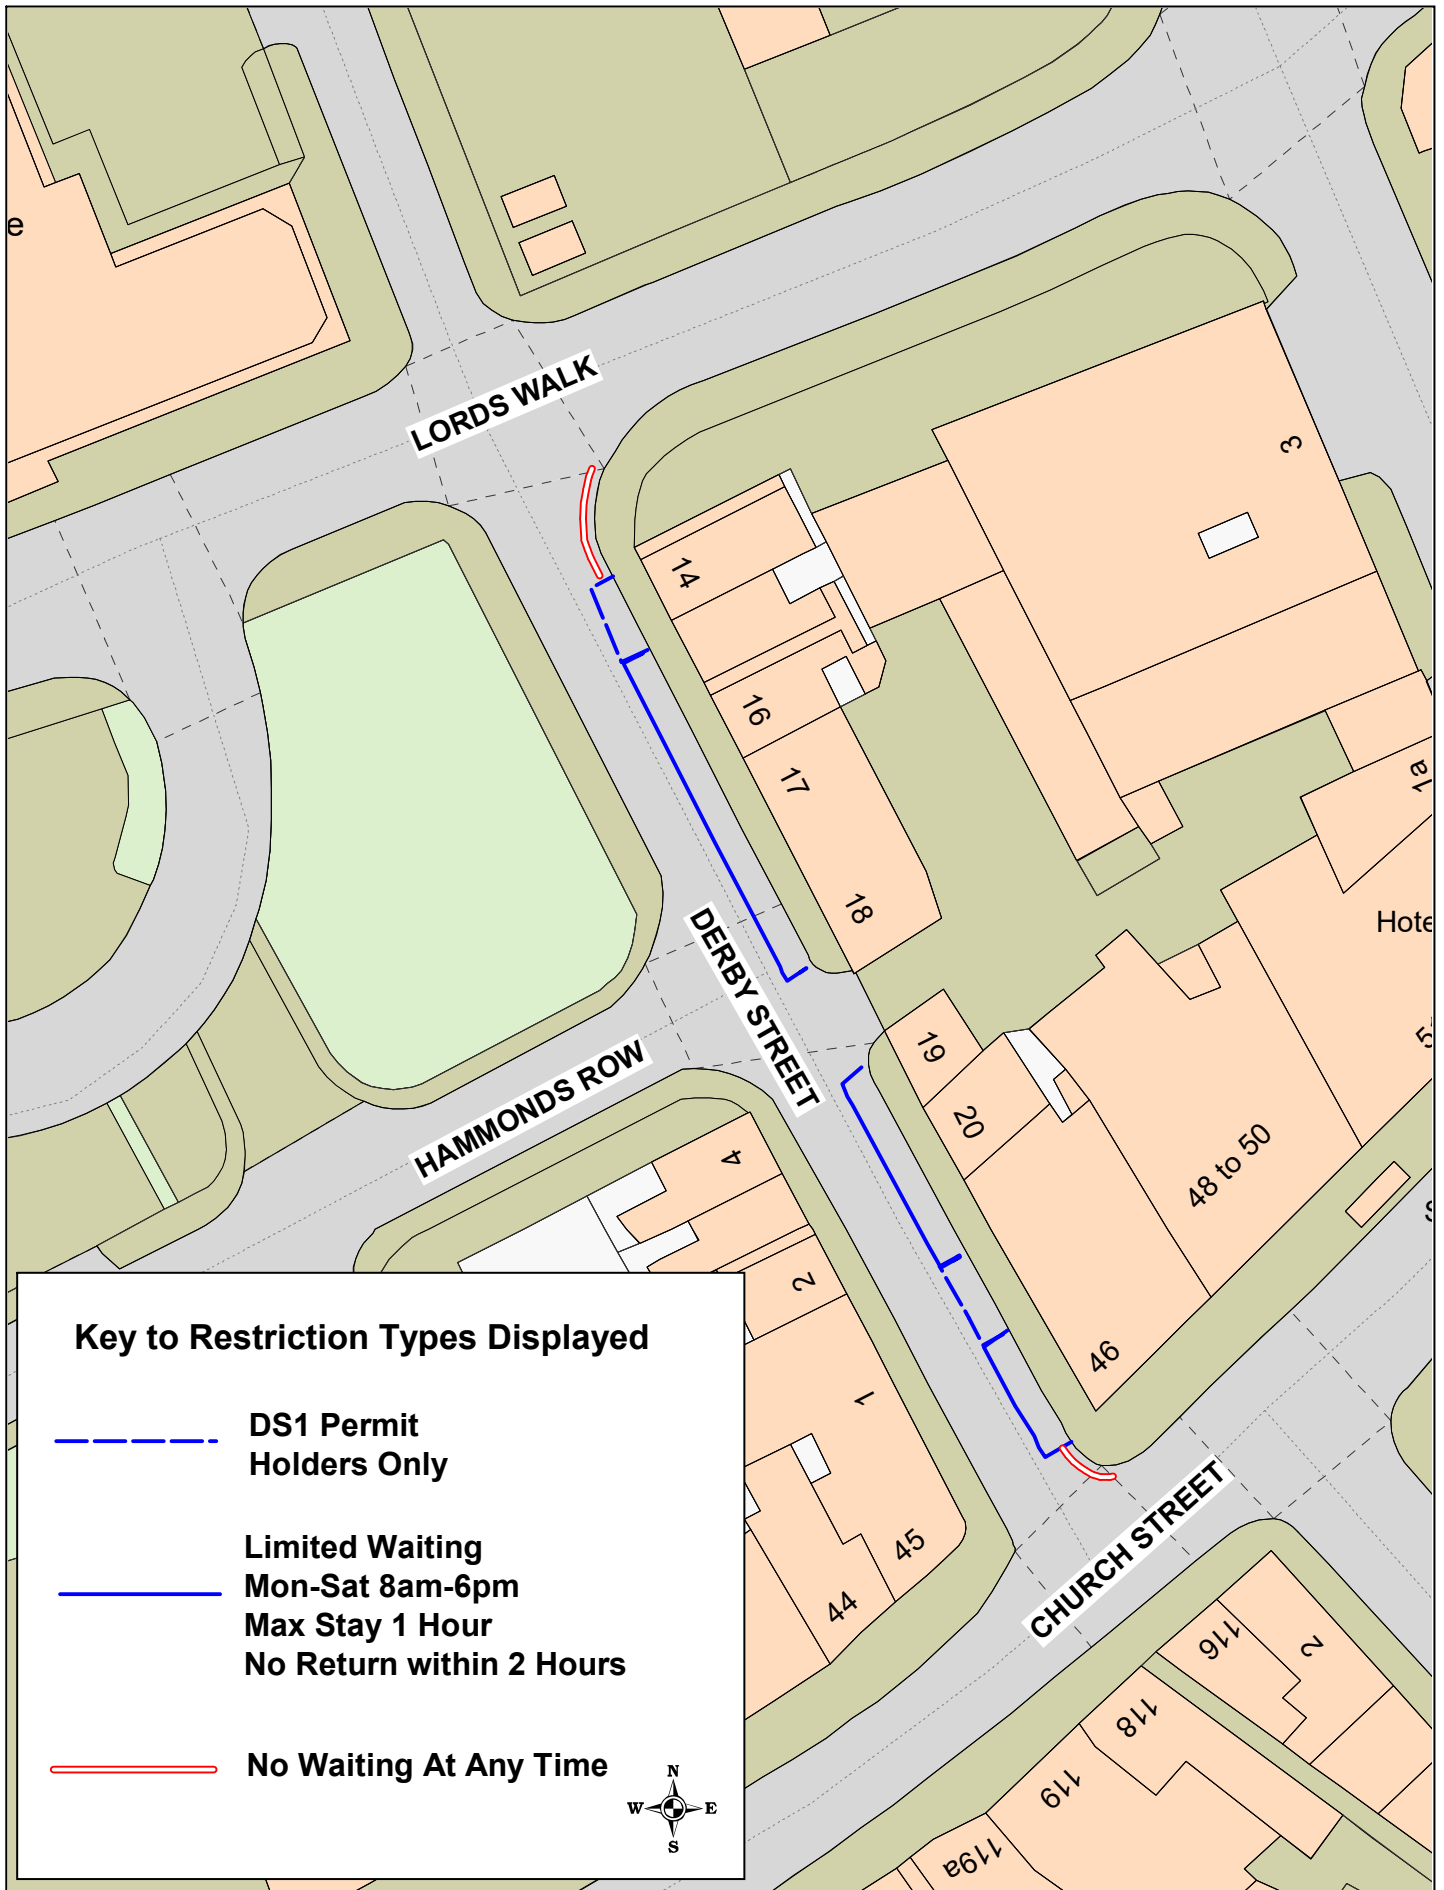 e
LORDS WALK
3
14
16
1a
17
18
Hote
DERBY STREET
19
HAMMONDS ROW
20
4
48 to 50
2
46
1
45
44
CHURCH STREET
116
2
118
119
119a
Key to Restriction Types Displayed
DS1 Permit
Holders Only
Limited Waiting
Mon-Sat 8am-6pm
Max Stay 1 Hour
No Return within 2 Hours
No Waiting At Any Time
N
W E
S